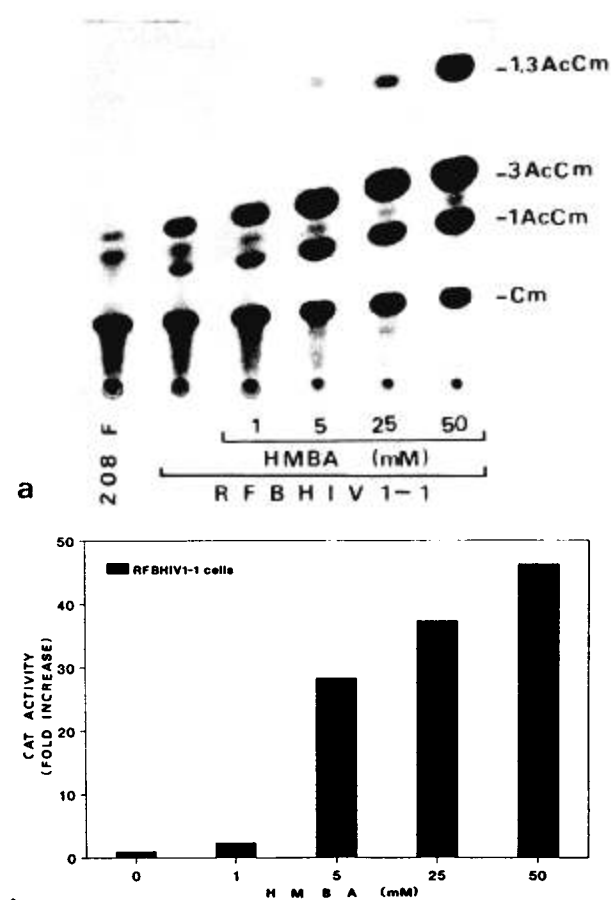 -1,3AcCm
-3AcCm
-1AcCm
-Cm
208 F
1 5 25 50
HMBA (mM)
R F B H I V 1-1
a
50
40
30
20
10
0
CAT ACTIVITY
(FOLD INCREASE)
RFBHIV1-1 cells
0 1 5 25 50
H M B A (mM)